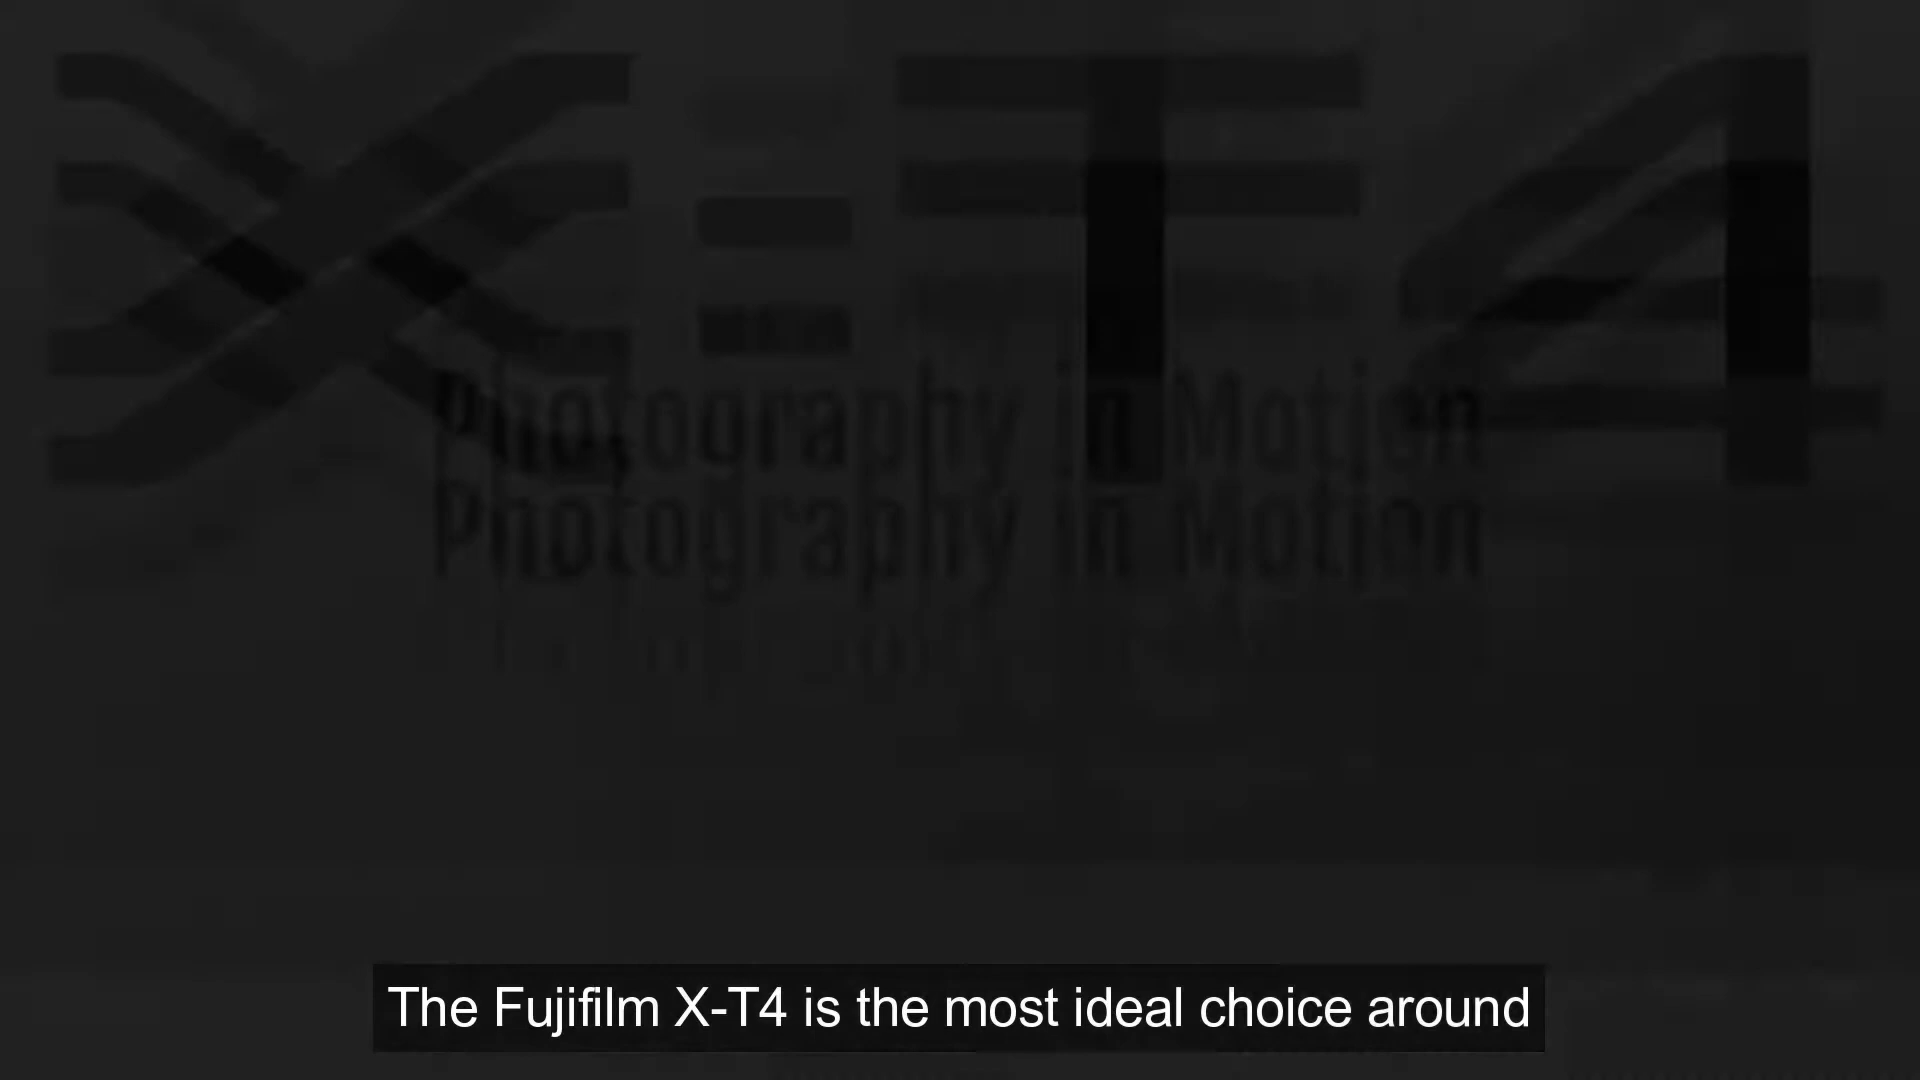 X-T4
Photography in Motion
Photography in Motion
The Fujifilm X-T4 is the most ideal choice around